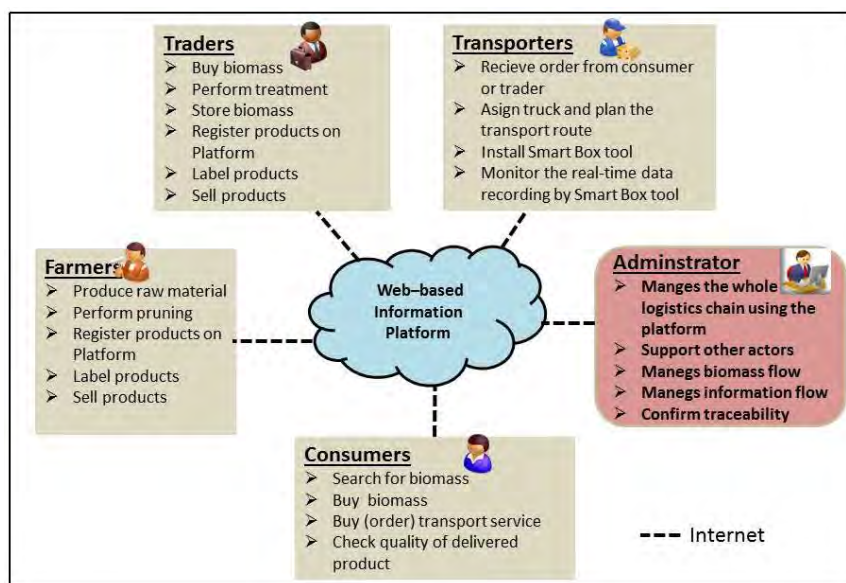 Traders
➢ Buy biomass
➢ Perform treatment
➢ Store biomass
➢ Register products on
Platform
➢ Label products
➢ Sell products
Transporters
➢ Recieve order from consumer
or trader
➢ Asign truck and plan the
transport route
➢ Install Smart Box tool
➢ Monitor the real-time data
recording by Smart Box tool
Farmers
➢ Produce raw material
➢ Perform pruning
➢ Register products on
Platform
➢ Label products
➢ Sell products
Web–based
Information
Platform
Adminstrator
➢ Manges the whole
logistics chain using the
platform
➢ Support other actors
➢ Manegs biomass flow
➢ Manegs information flow
➢ Confirm traceability
Consumers
➢ Search for biomass
➢ Buy biomass
➢ Buy (order) transport service
➢ Check quality of delivered
product
Internet